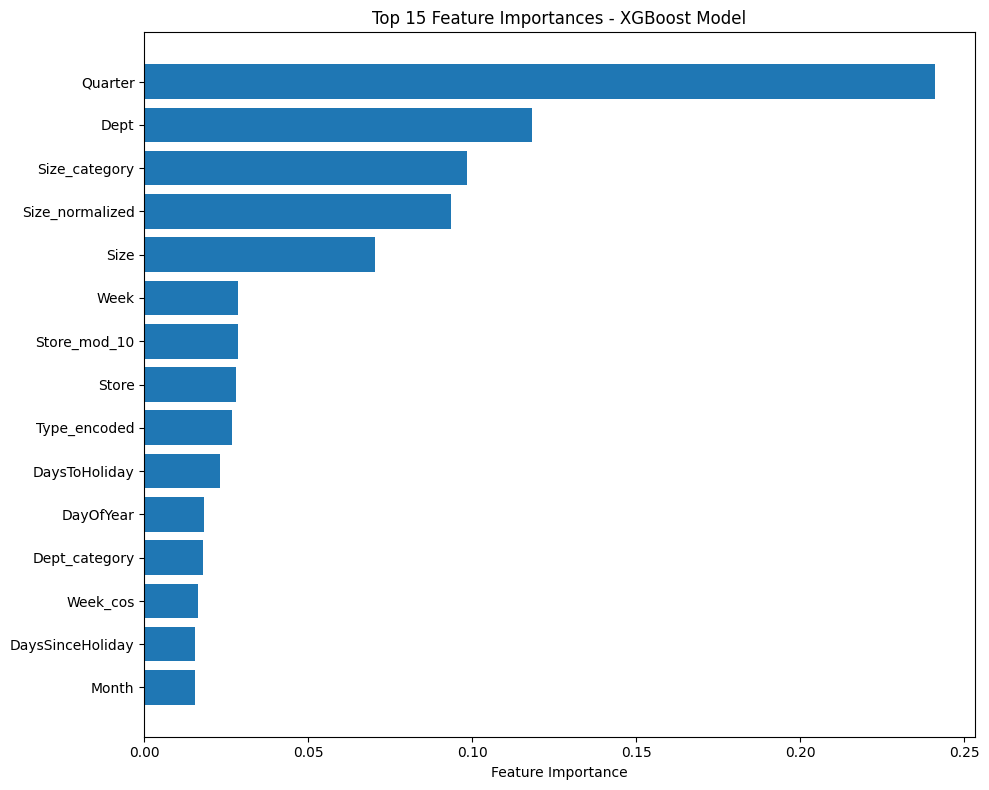 Top 15 Feature Importances - XGBoost Model
Quarter
Dept
Size_category
Size_normalized
Size
Week
Store_mod_10
Store
Type_encoded
DaysToHoliday
DayOfYear
Dept_category
Week_cos
DaysSinceHoliday
Month
0.00 0.05 0.10 0.15 0.20 0.25
Feature Importance